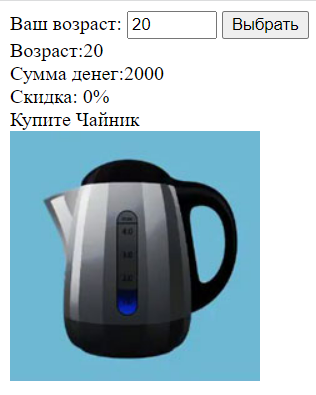 Ваш возраст: 20 Выбрать
Возраст:20
Сумма денег:2000
Скидка: 0%
Купите Чайник